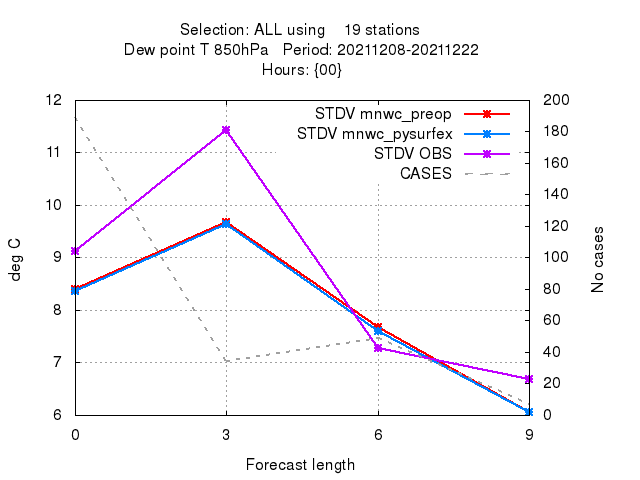 Selection: ALL using 19 stations
Dew point T 850hPa Period: 20211208-20211222
Hours: {00}
STDV mnwc_preop
STDV mnwc_pysurfex
STDV OBS
CASES
deg C
12
11
10
9
8
7
6
No cases
200
180
160
140
120
100
80
60
40
20
0
0 3 6 9
Forecast length